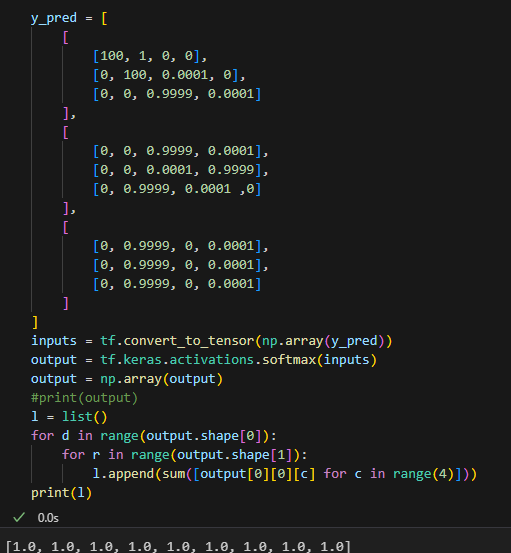 y_pred = [
[
[100, 1, 0, 0],
[0, 100, 0.0001, 0],
[0, 0, 0.9999, 0.0001]
],
[
[0, 0, 0.9999, 0.0001],
[0, 0, 0.0001, 0.9999],
[0, 0.9999, 0.0001 ,0]
],
[
[0, 0.9999, 0, 0.0001],
[0, 0.9999, 0, 0.0001],
[0, 0.9999, 0, 0.0001]
]
]
inputs = tf.convert_to_tensor(np.array(y_pred))
output = tf.keras.activations.softmax(inputs)
output = np.array(output)
#print(output)
l = list()
for d in range(output.shape[0]):
for r in range(output.shape[1]):
l.append(sum([output[0][0][c] for c in range(4)]))
print(l)
0.0s
[1.0, 1.0, 1.0, 1.0, 1.0, 1.0, 1.0, 1.0, 1.0]